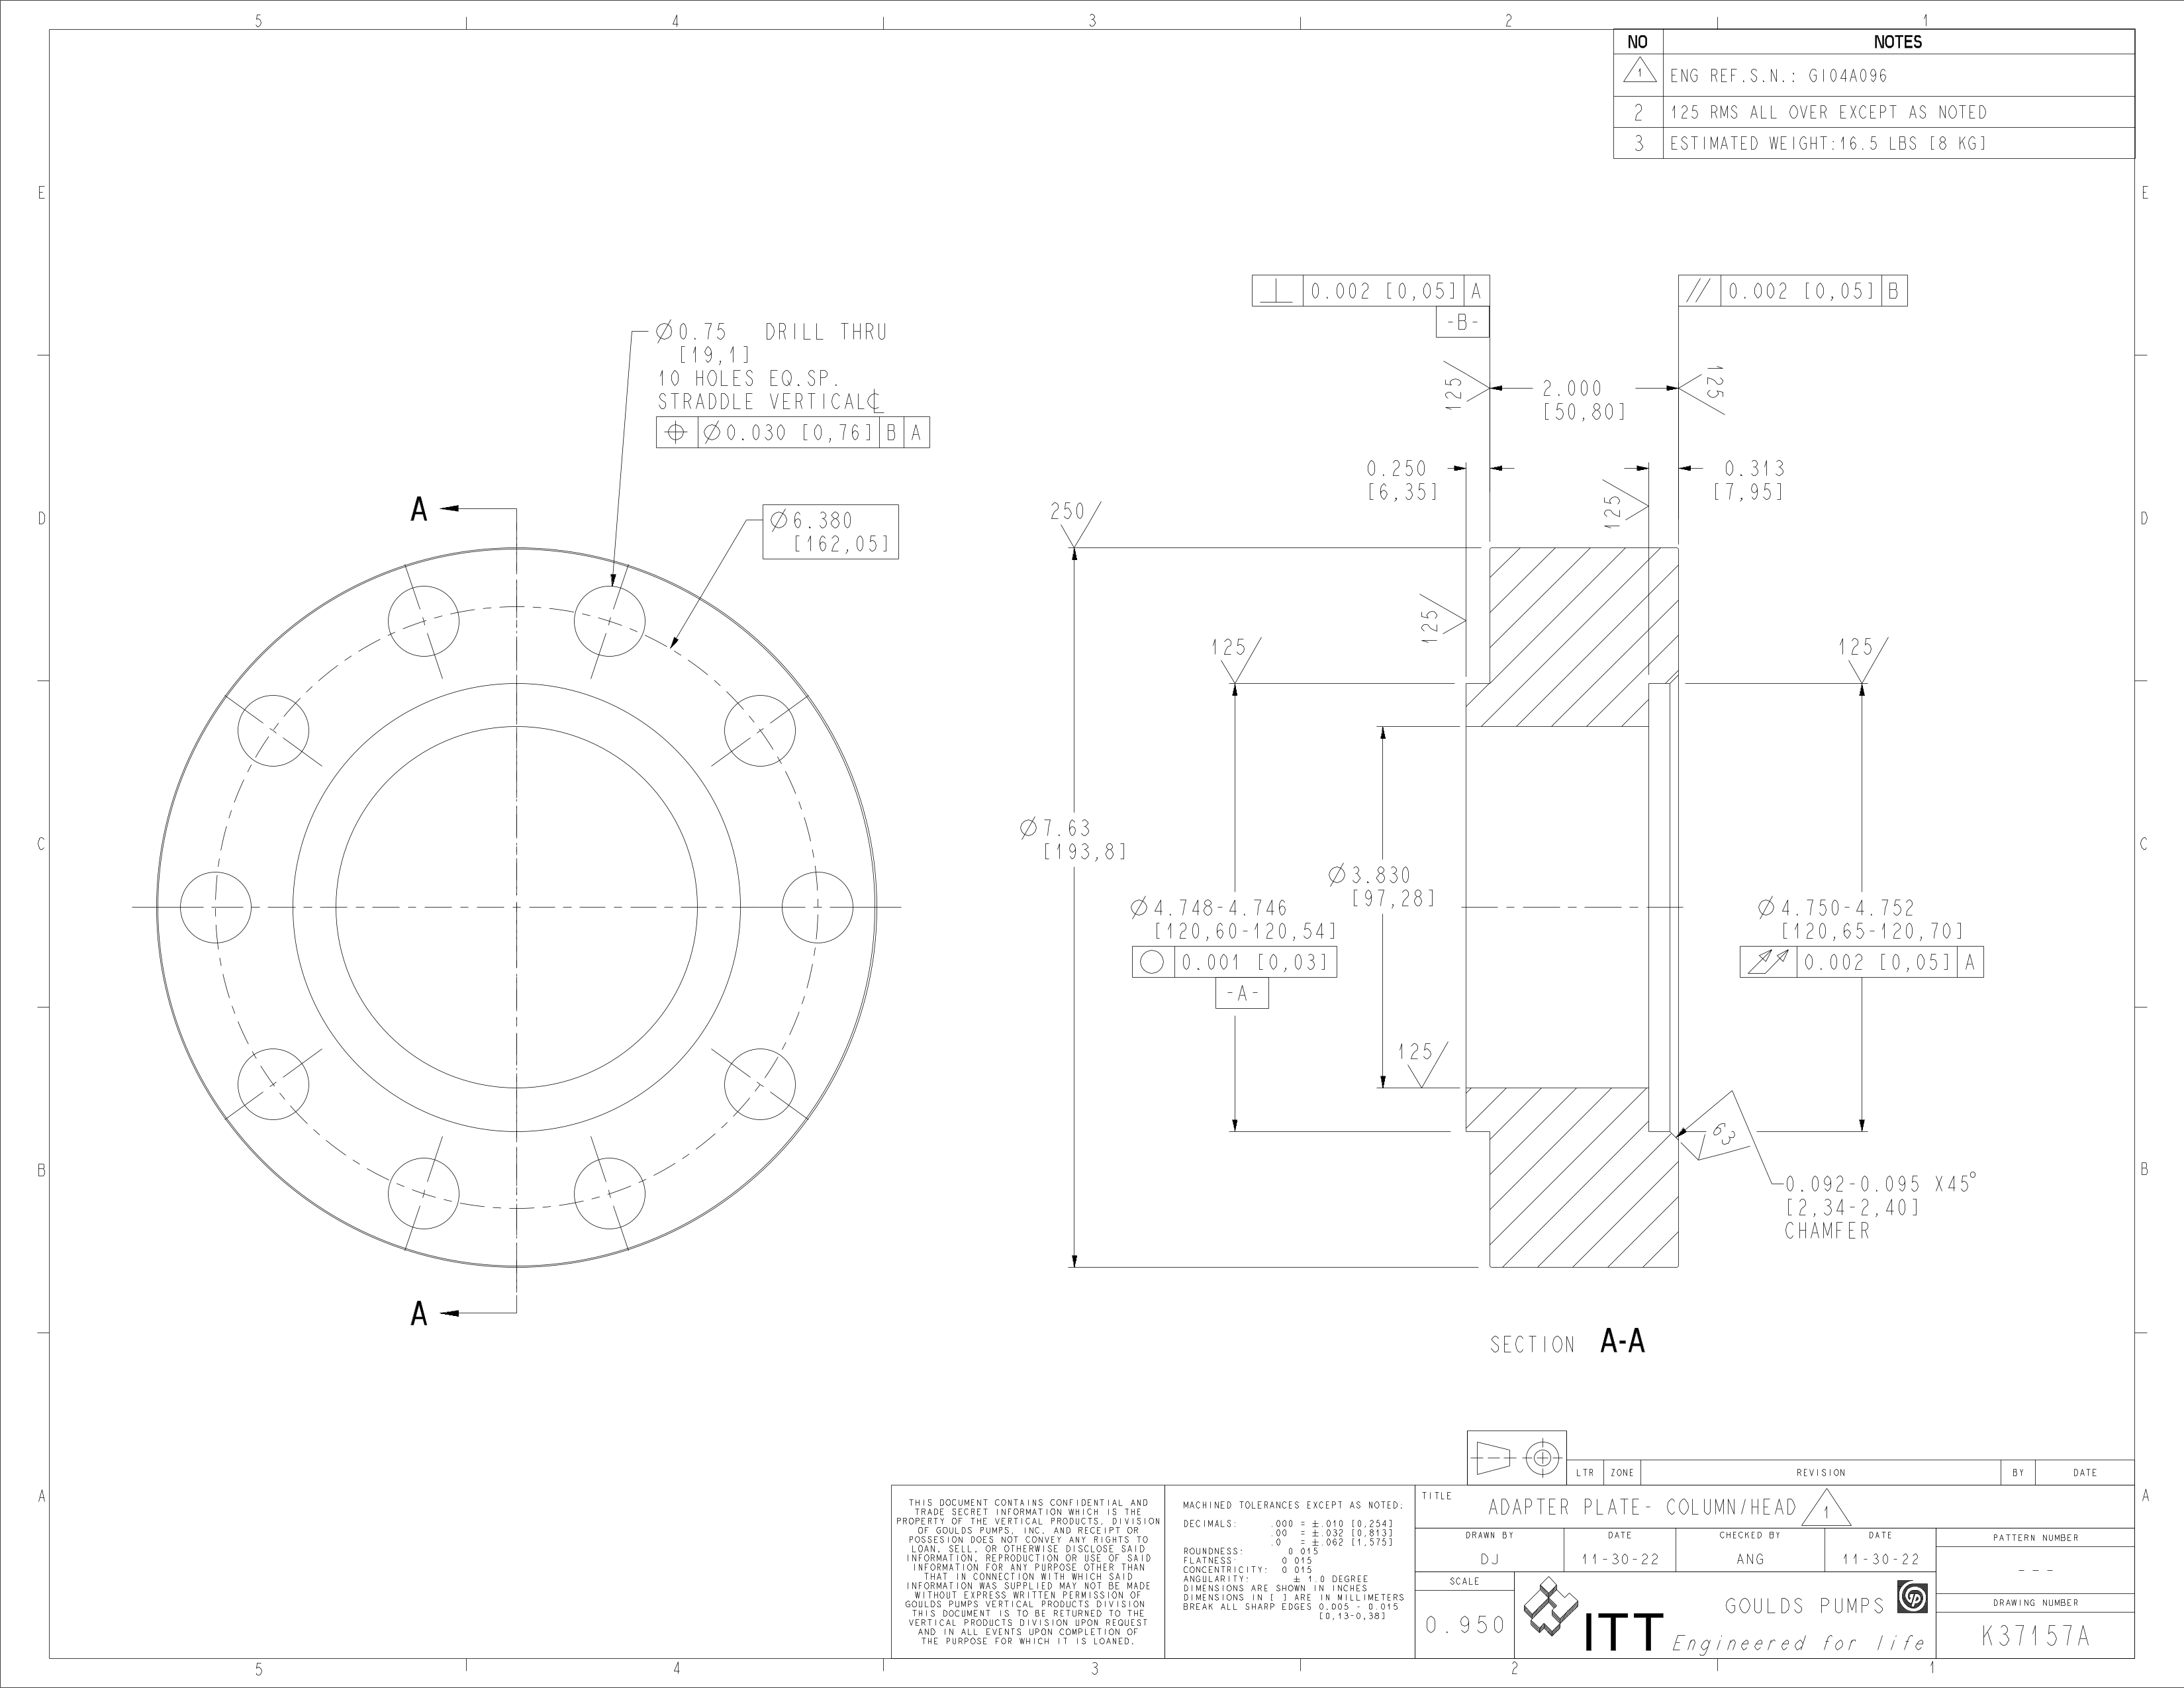 5 4 3 2 1
NO NOTES
1 ENG REF.S.N.: GI04A096
2 125 RMS ALL OVER EXCEPT AS NOTED
3 ESTIMATED WEIGHT:16.5 LBS [8 KG]
E E
D D
C C
B B
A A
Ø0.75 DRILL THRU
[19,1]
10 HOLES EQ.SP.
STRADDLE VERTICAL℄
⌖ Ø0.030 [0,76] B A
A
Ø6.380
[162,05]
A
⊥ 0.002 [0,05] A
-B-
// 0.002 [0,05] B
125
2.000
[50,80]
125
0.250
[6,35]
125
0.313
[7,95]
250
125
125
125
Ø7.63
[193,8]
Ø3.830
[97,28]
Ø4.748-4.746
[120,60-120,54]
○ 0.001 [0,03]
-A-
Ø4.750-4.752
[120,65-120,70]
⌰ 0.002 [0,05] A
125
63
0.092-0.095 X45°
[2,34-2,40]
CHAMFER
SECTION A-A
LTR ZONE REVISION BY DATE
THIS DOCUMENT CONTAINS CONFIDENTIAL AND
TRADE SECRET INFORMATION WHICH IS THE
PROPERTY OF THE VERTICAL PRODUCTS, DIVISION
OF GOULDS PUMPS, INC. AND RECEIPT OR
POSSESION DOES NOT CONVEY ANY RIGHTS TO
LOAN, SELL, OR OTHERWISE DISCLOSE SAID
INFORMATION, REPRODUCTION OR USE OF SAID
INFORMATION FOR ANY PURPOSE OTHER THAN
THAT IN CONNECTION WITH WHICH SAID
INFORMATION WAS SUPPLIED MAY NOT BE MADE
WITHOUT EXPRESS WRITTEN PERMISSION OF
GOULDS PUMPS VERTICAL PRODUCTS DIVISION
THIS DOCUMENT IS TO BE RETURNED TO THE
VERTICAL PRODUCTS DIVISION UPON REQUEST
AND IN ALL EVENTS UPON COMPLETION OF
THE PURPOSE FOR WHICH IT IS LOANED.
MACHINED TOLERANCES EXCEPT AS NOTED:
DECIMALS: .000 = ±.010 [0,254]
.00 = ±.032 [0,813]
.0 = ±.062 [1,575]
ROUNDNESS: 0.015
FLATNESS: 0.015
CONCENTRICITY: 0.015
ANGULARITY: ± 1.0 DEGREE
DIMENSIONS ARE SHOWN IN INCHES
DIMENSIONS IN [ ] ARE IN MILLIMETERS
BREAK ALL SHARP EDGES 0.005 - 0.015
[0,13-0,38]
TITLE
ADAPTER PLATE- COLUMN/HEAD 1
DRAWN BY DATE CHECKED BY DATE PATTERN NUMBER
DJ 11-30-22 ANG 11-30-22 ---
SCALE
0.950
ITT
GOULDS PUMPS
Engineered for life
DRAWING NUMBER
K37157A
5 4 3 2 1